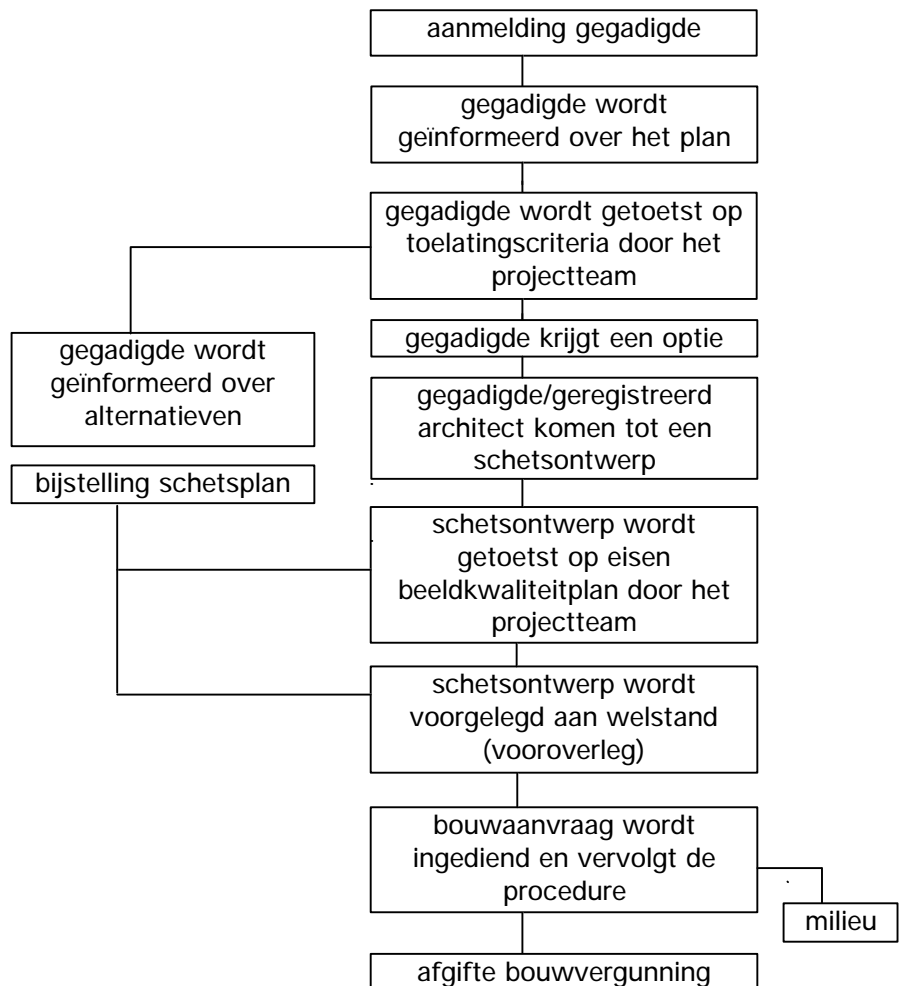 aanmelding gegadigde
gegadigde wordt
geïnformeerd over het plan
gegadigde wordt getoetst op
toelatingscriteria door het
projectteam
gegadigde krijgt een optie
gegadigde wordt
geïnformeerd over
alternatieven
gegadigde/geregistreerd
architect komen tot een
schetsontwerp
bijstelling schetsplan
schetsontwerp wordt
getoetst op eisen
beeldkwaliteitplan door het
projectteam
schetsontwerp wordt
voorgelegd aan welstand
(vooroverleg)
bouwaanvraag wordt
ingediend en vervolgt de
procedure
milieu
afgifte bouwvergunning